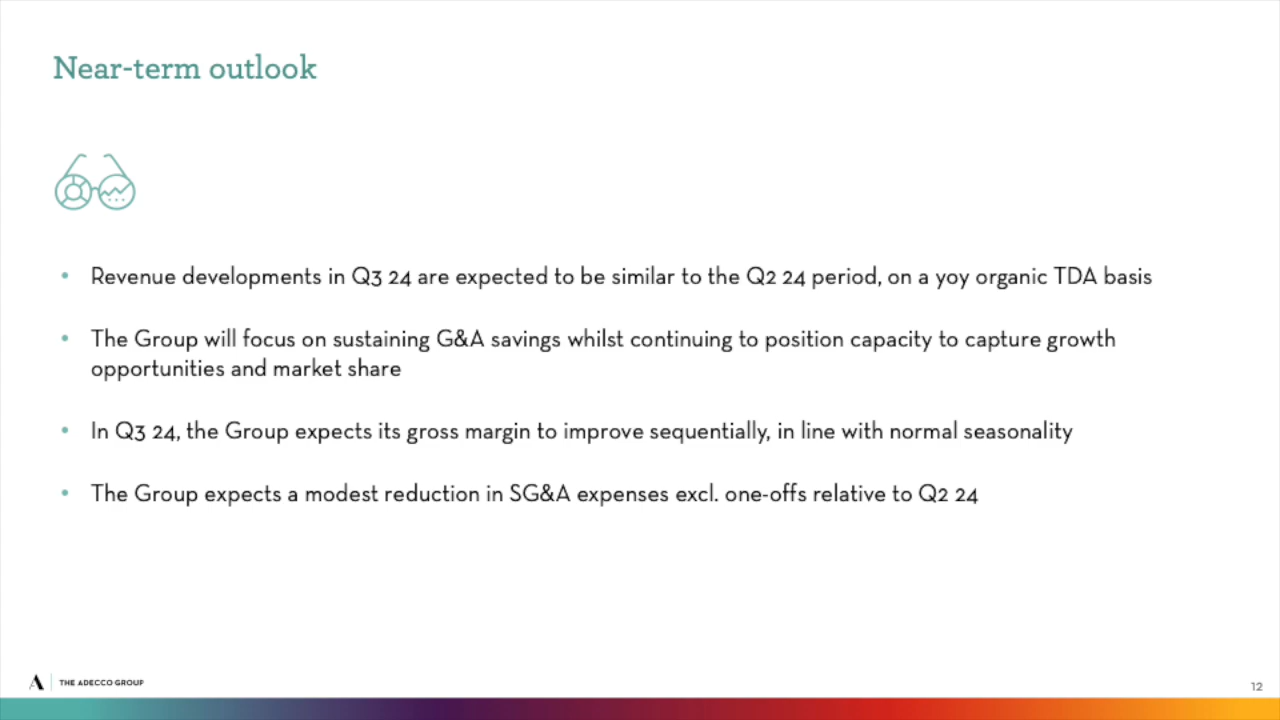 Near-term outlook
• Revenue developments in Q3 24 are expected to be similar to the Q2 24 period, on a yoy organic TDA basis
• The Group will focus on sustaining G&A savings whilst continuing to position capacity to capture growth
opportunities and market share
• In Q3 24, the Group expects its gross margin to improve sequentially, in line with normal seasonality
• The Group expects a modest reduction in SG&A expenses excl. one-offs relative to Q2 24
THE ADECCO GROUP
12